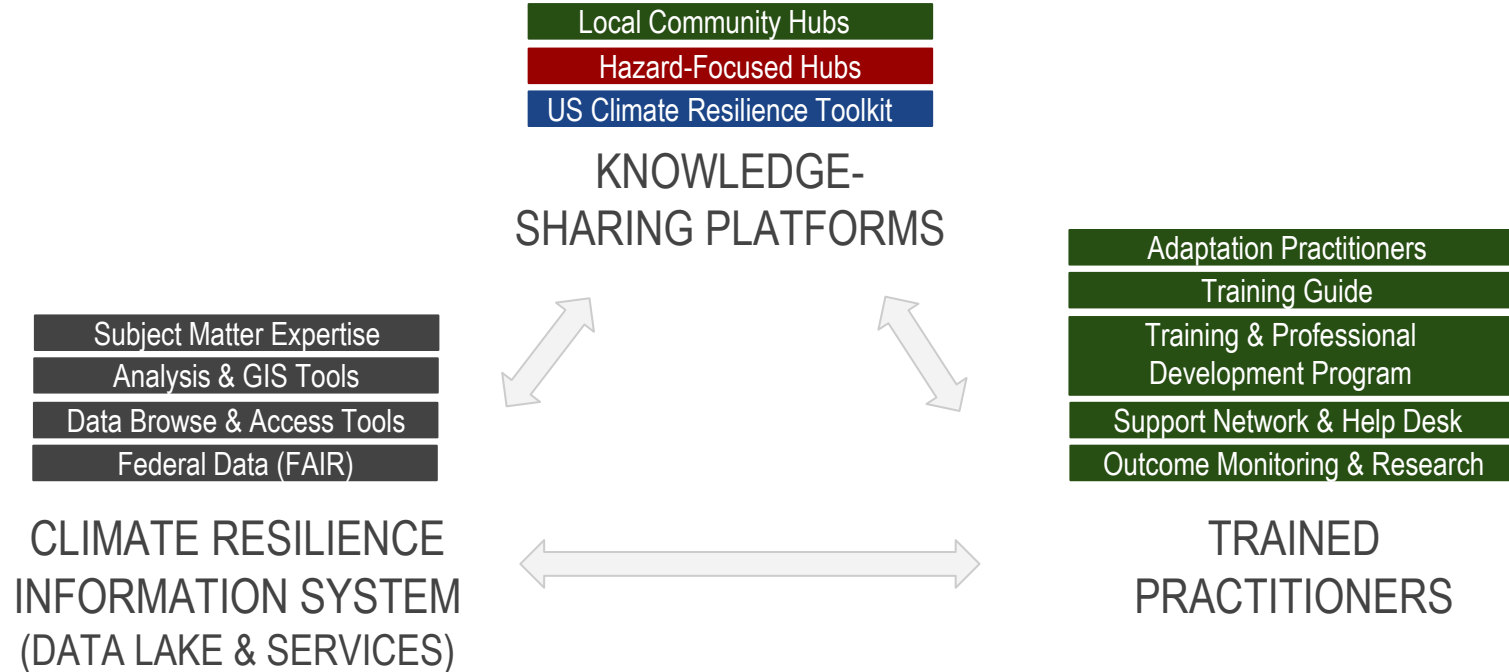 Local Community Hubs
Hazard-Focused Hubs
US Climate Resilience Toolkit
KNOWLEDGE-
SHARING PLATFORMS
Subject Matter Expertise
Analysis & GIS Tools
Data Browse & Access Tools
Federal Data (FAIR)
CLIMATE RESILIENCE
INFORMATION SYSTEM
(DATA LAKE & SERVICES)
Adaptation Practitioners
Training Guide
Training & Professional
Development Program
Support Network & Help Desk
Outcome Monitoring & Research
TRAINED
PRACTITIONERS